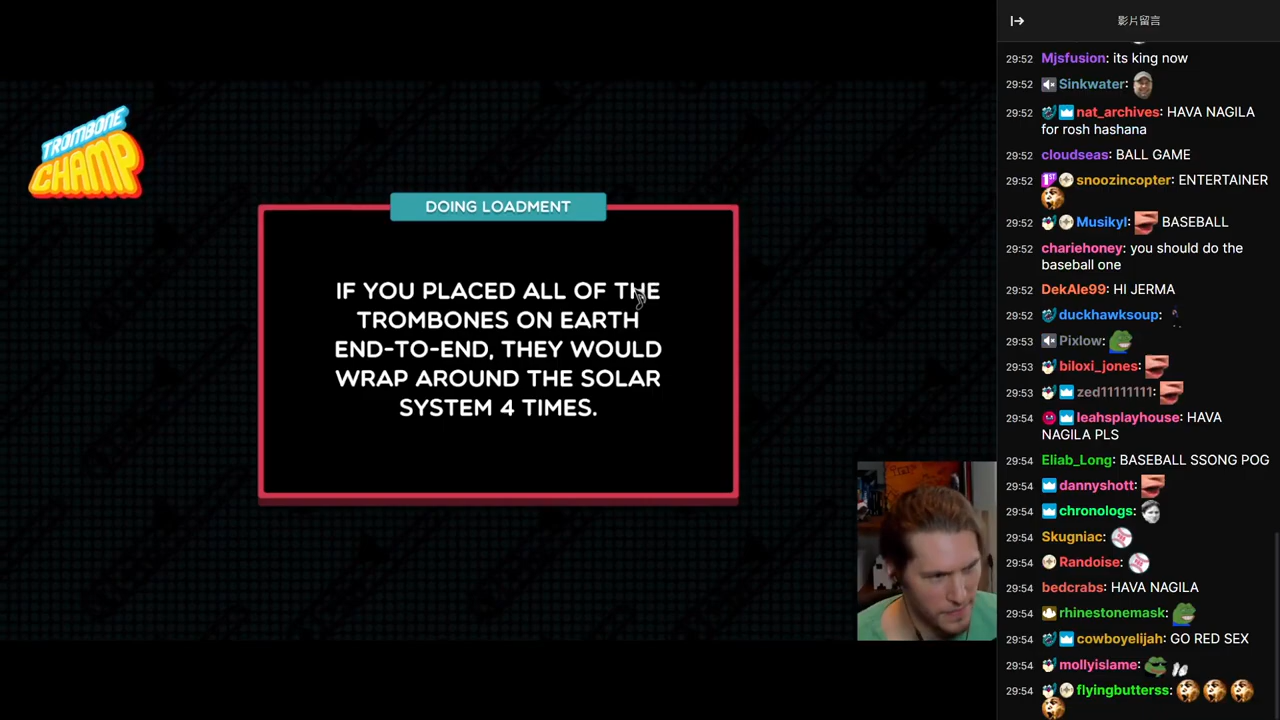 TROMBONE
CHAMP
DOING LOADMENT
IF YOU PLACED ALL OF THE
TROMBONES ON EARTH
END-TO-END, THEY WOULD
WRAP AROUND THE SOLAR
SYSTEM 4 TIMES.
影片留言
29:52 Mjsfusion: its king now
29:52 Sinkwater:
29:52 nat_archives: HAVA NAGILA
for rosh hashana
29:52 cloudseas: BALL GAME
29:52 snoozincopter: ENTERTAINER
29:52 Musikyl: BASEBALL
29:52 chariehoney: you should do the
baseball one
29:52 DekAle99: HI JERMA
29:52 duckhawksoup:
29:53 Pixlow:
29:53 biloxi_jones:
29:53 zed11111111:
29:54 leahsplayhouse: HAVA
NAGILA PLS
29:54 Eliab_Long: BASEBALL SSONG POG
29:54 dannyshott:
29:54 chronologs:
29:54 Skugniac:
29:54 Randoise:
29:54 bedcrabs: HAVA NAGILA
29:54 rhinestonemask:
29:54 cowboyelijah: GO RED SEX
29:54 mollyislame:
29:54 flyingbutterss: